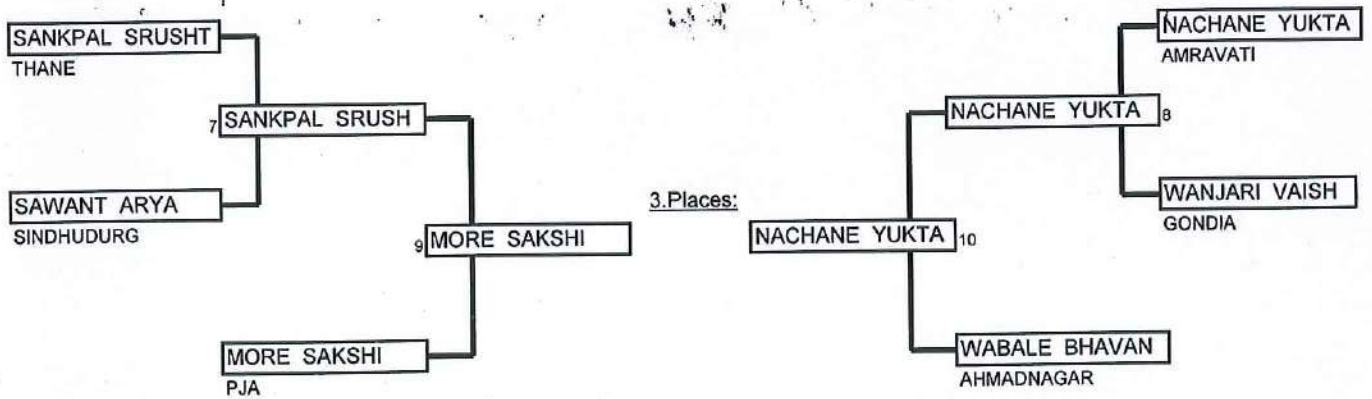 SANKPAL SRUSHT
THANE
7 SANKPAL SRUSH
SAWANT ARYA
SINDHUDURG
9 MORE SAKSHI
MORE SAKSHI
PJA
3.Places:
NACHANE YUKTA
AMRAVATI
NACHANE YUKTA 8
WANJARI VAISH
GONDIA
NACHANE YUKTA 10
WABALE BHAVAN
AHMADNAGAR